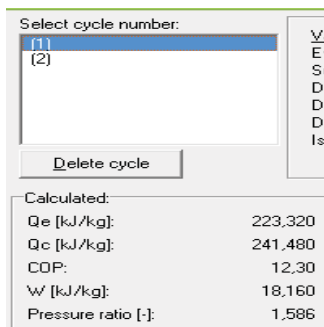 Select cycle number:
(1)
(2)
Delete cycle
V
E
S
D
D
D
Is
Calculated:
Qe [kJ/kg]: 223,320
Qc [kJ/kg]: 241,480
COP: 12,30
W [kJ/kg]: 18,160
Pressure ratio [-]: 1,586